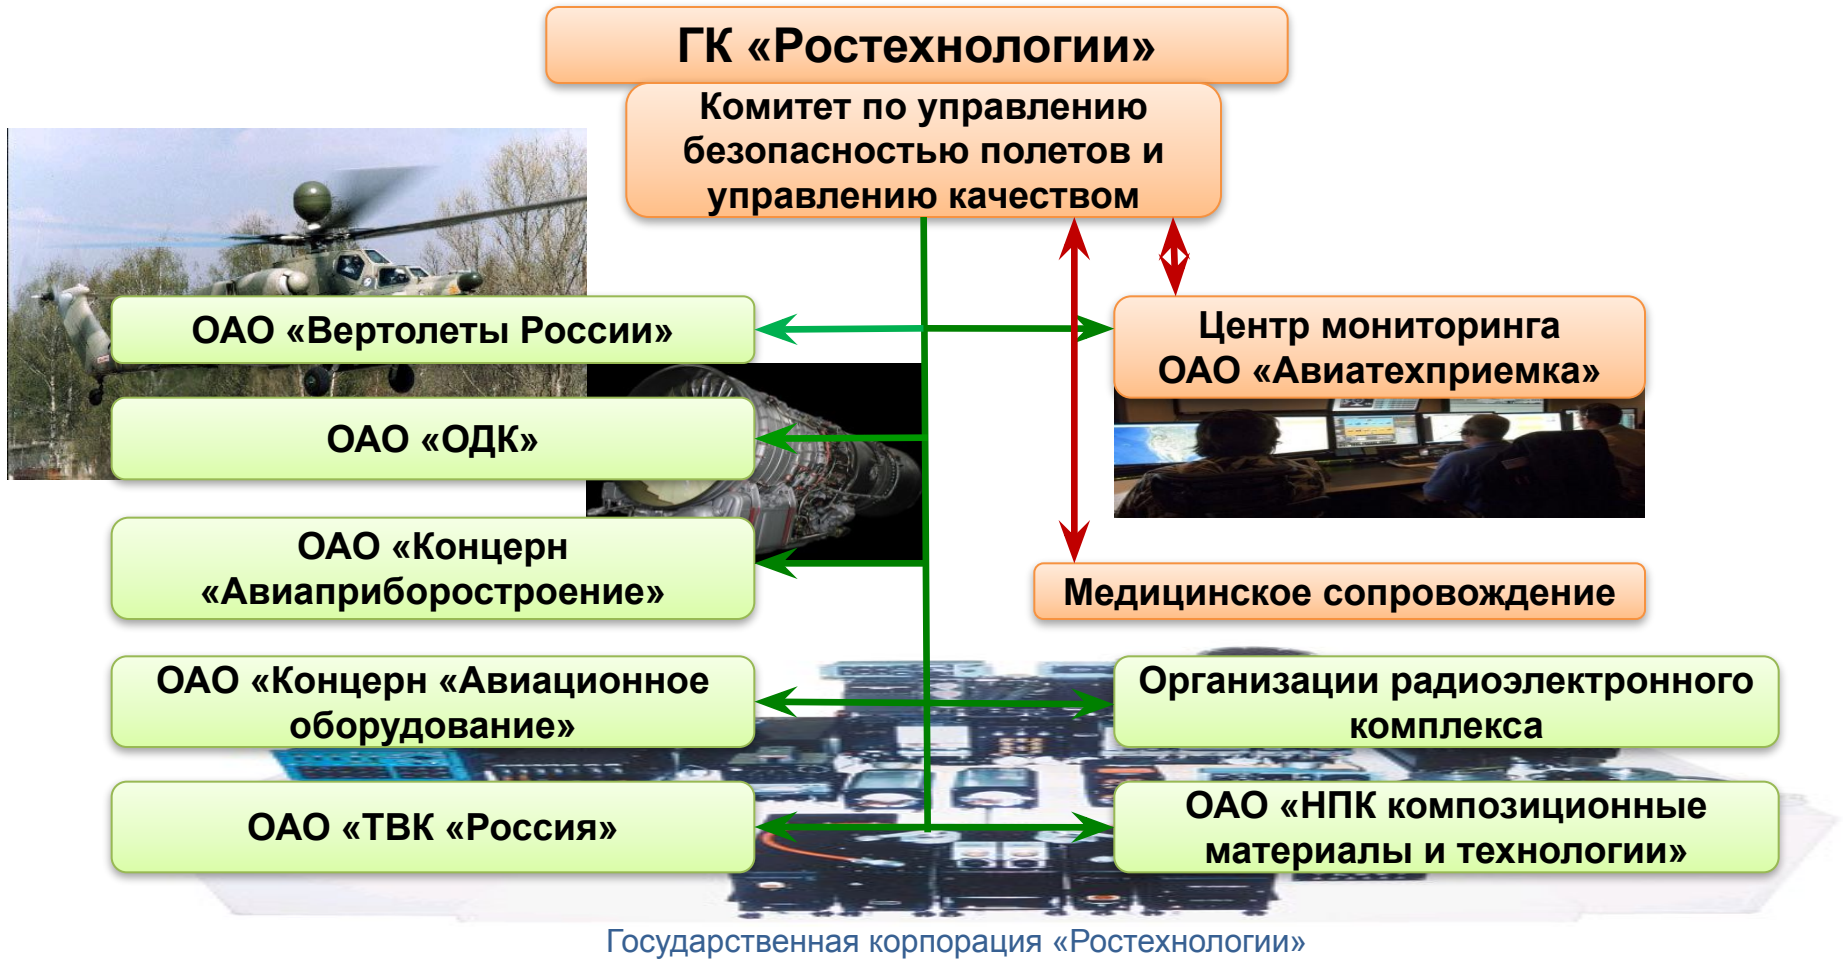 ГК «Ростехнологии»
Комитет по управлению
безопасностью полетов и
управлению качеством
ОАО «Вертолеты России»
Центр мониторинга
ОАО «Авиатехприемка»
ОАО «ОДК»
ОАО «Концерн
«Авиаприборостроение»
Медицинское сопровождение
ОАО «Концерн «Авиационное
оборудование»
Организации радиоэлектронного
комплекса
ОАО «ТВК «Россия»
ОАО «НПК композиционные
материалы и технологии»
Государственная корпорация «Ростехнологии»